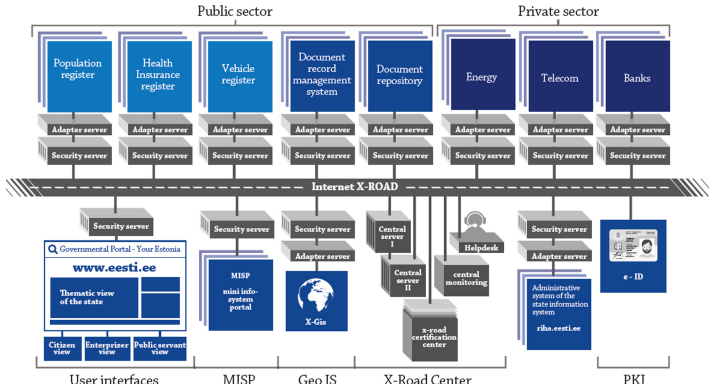 Public sector
Private sector
Population
register
Health
Insurance
register
Vehicle
register
Document
record
management
system
Document
repository
Energy
Telecom
Banks
Adapter server
Adapter server
Adapter server
Adapter server
Adapter server
Adapter server
Adapter server
Adapter server
Security server
Security server
Security server
Security server
Security server
Security server
Security server
Security server
Internet X-ROAD
Security server
Governmental Portal - Your Estonia
www.eesti.ee
Thematic view
of the state
Citizen
view
Enterprizer
view
Public servant
view
Security server
MISP
mini info-
system
portal
Security server
Adapter server
X-Gis
Central
server
I
Central
server
II
x-road
certification
center
central
monitoring
Helpdesk
Security server
Adapter server
Administrative
system of the
state information
system
riha.eesti.ee
e - ID
User interfaces
MISP
Geo IS
X-Road Center
PKI